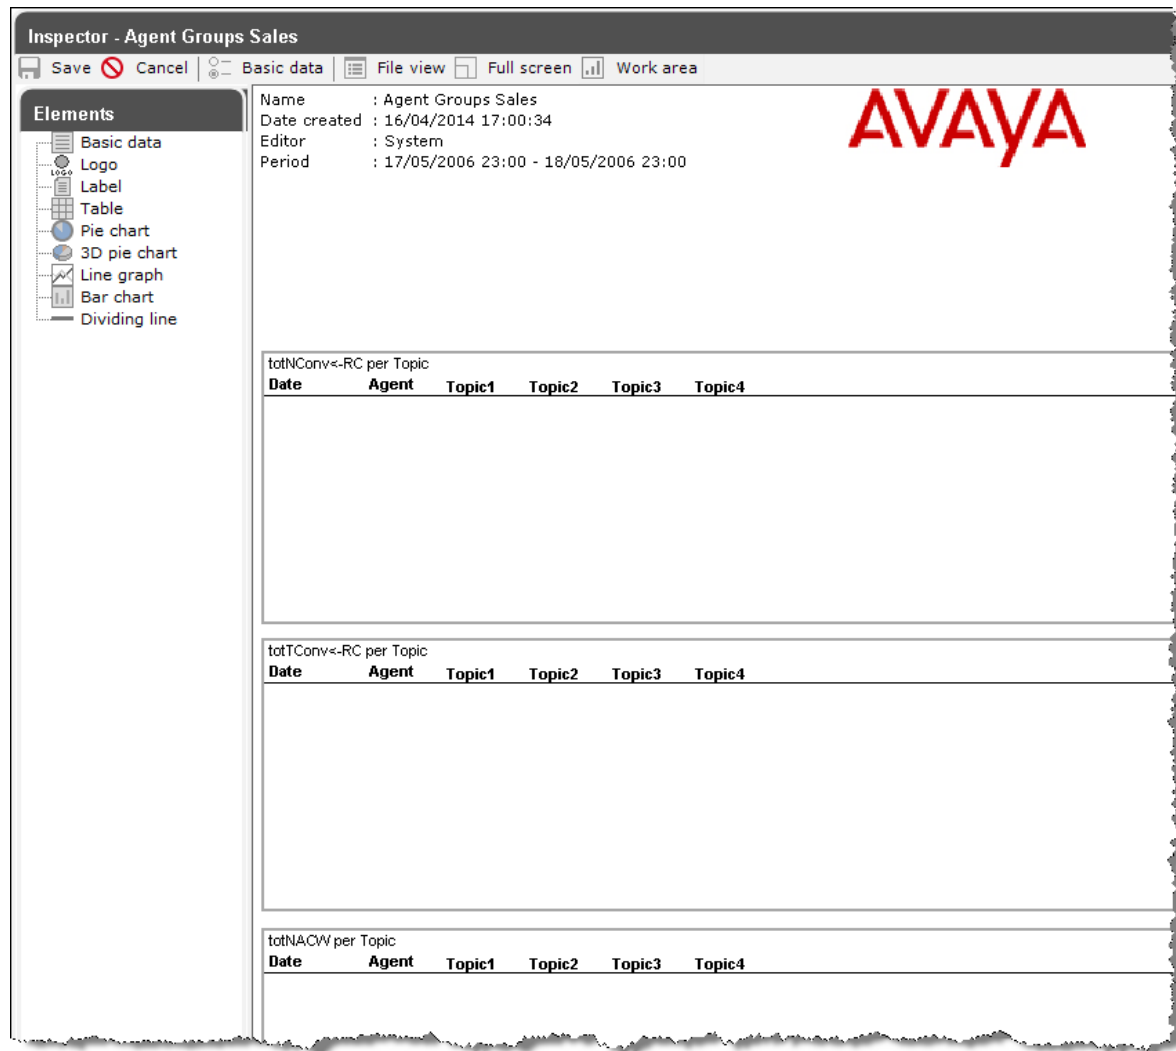 Inspector - Agent Groups Sales
Save Cancel Basic data File view Full screen Work area
Elements
Basic data
LOGO Logo
Label
Table
Pie chart
3D pie chart
Line graph
Bar chart
Dividing line
Name : Agent Groups Sales
Date created : 16/04/2014 17:00:34
Editor : System
Period : 17/05/2006 23:00 - 18/05/2006 23:00
AVAYA
totNConv<-RC per Topic
Date Agent Topic1 Topic2 Topic3 Topic4
totTConv<-RC per Topic
Date Agent Topic1 Topic2 Topic3 Topic4
totNACW per Topic
Date Agent Topic1 Topic2 Topic3 Topic4